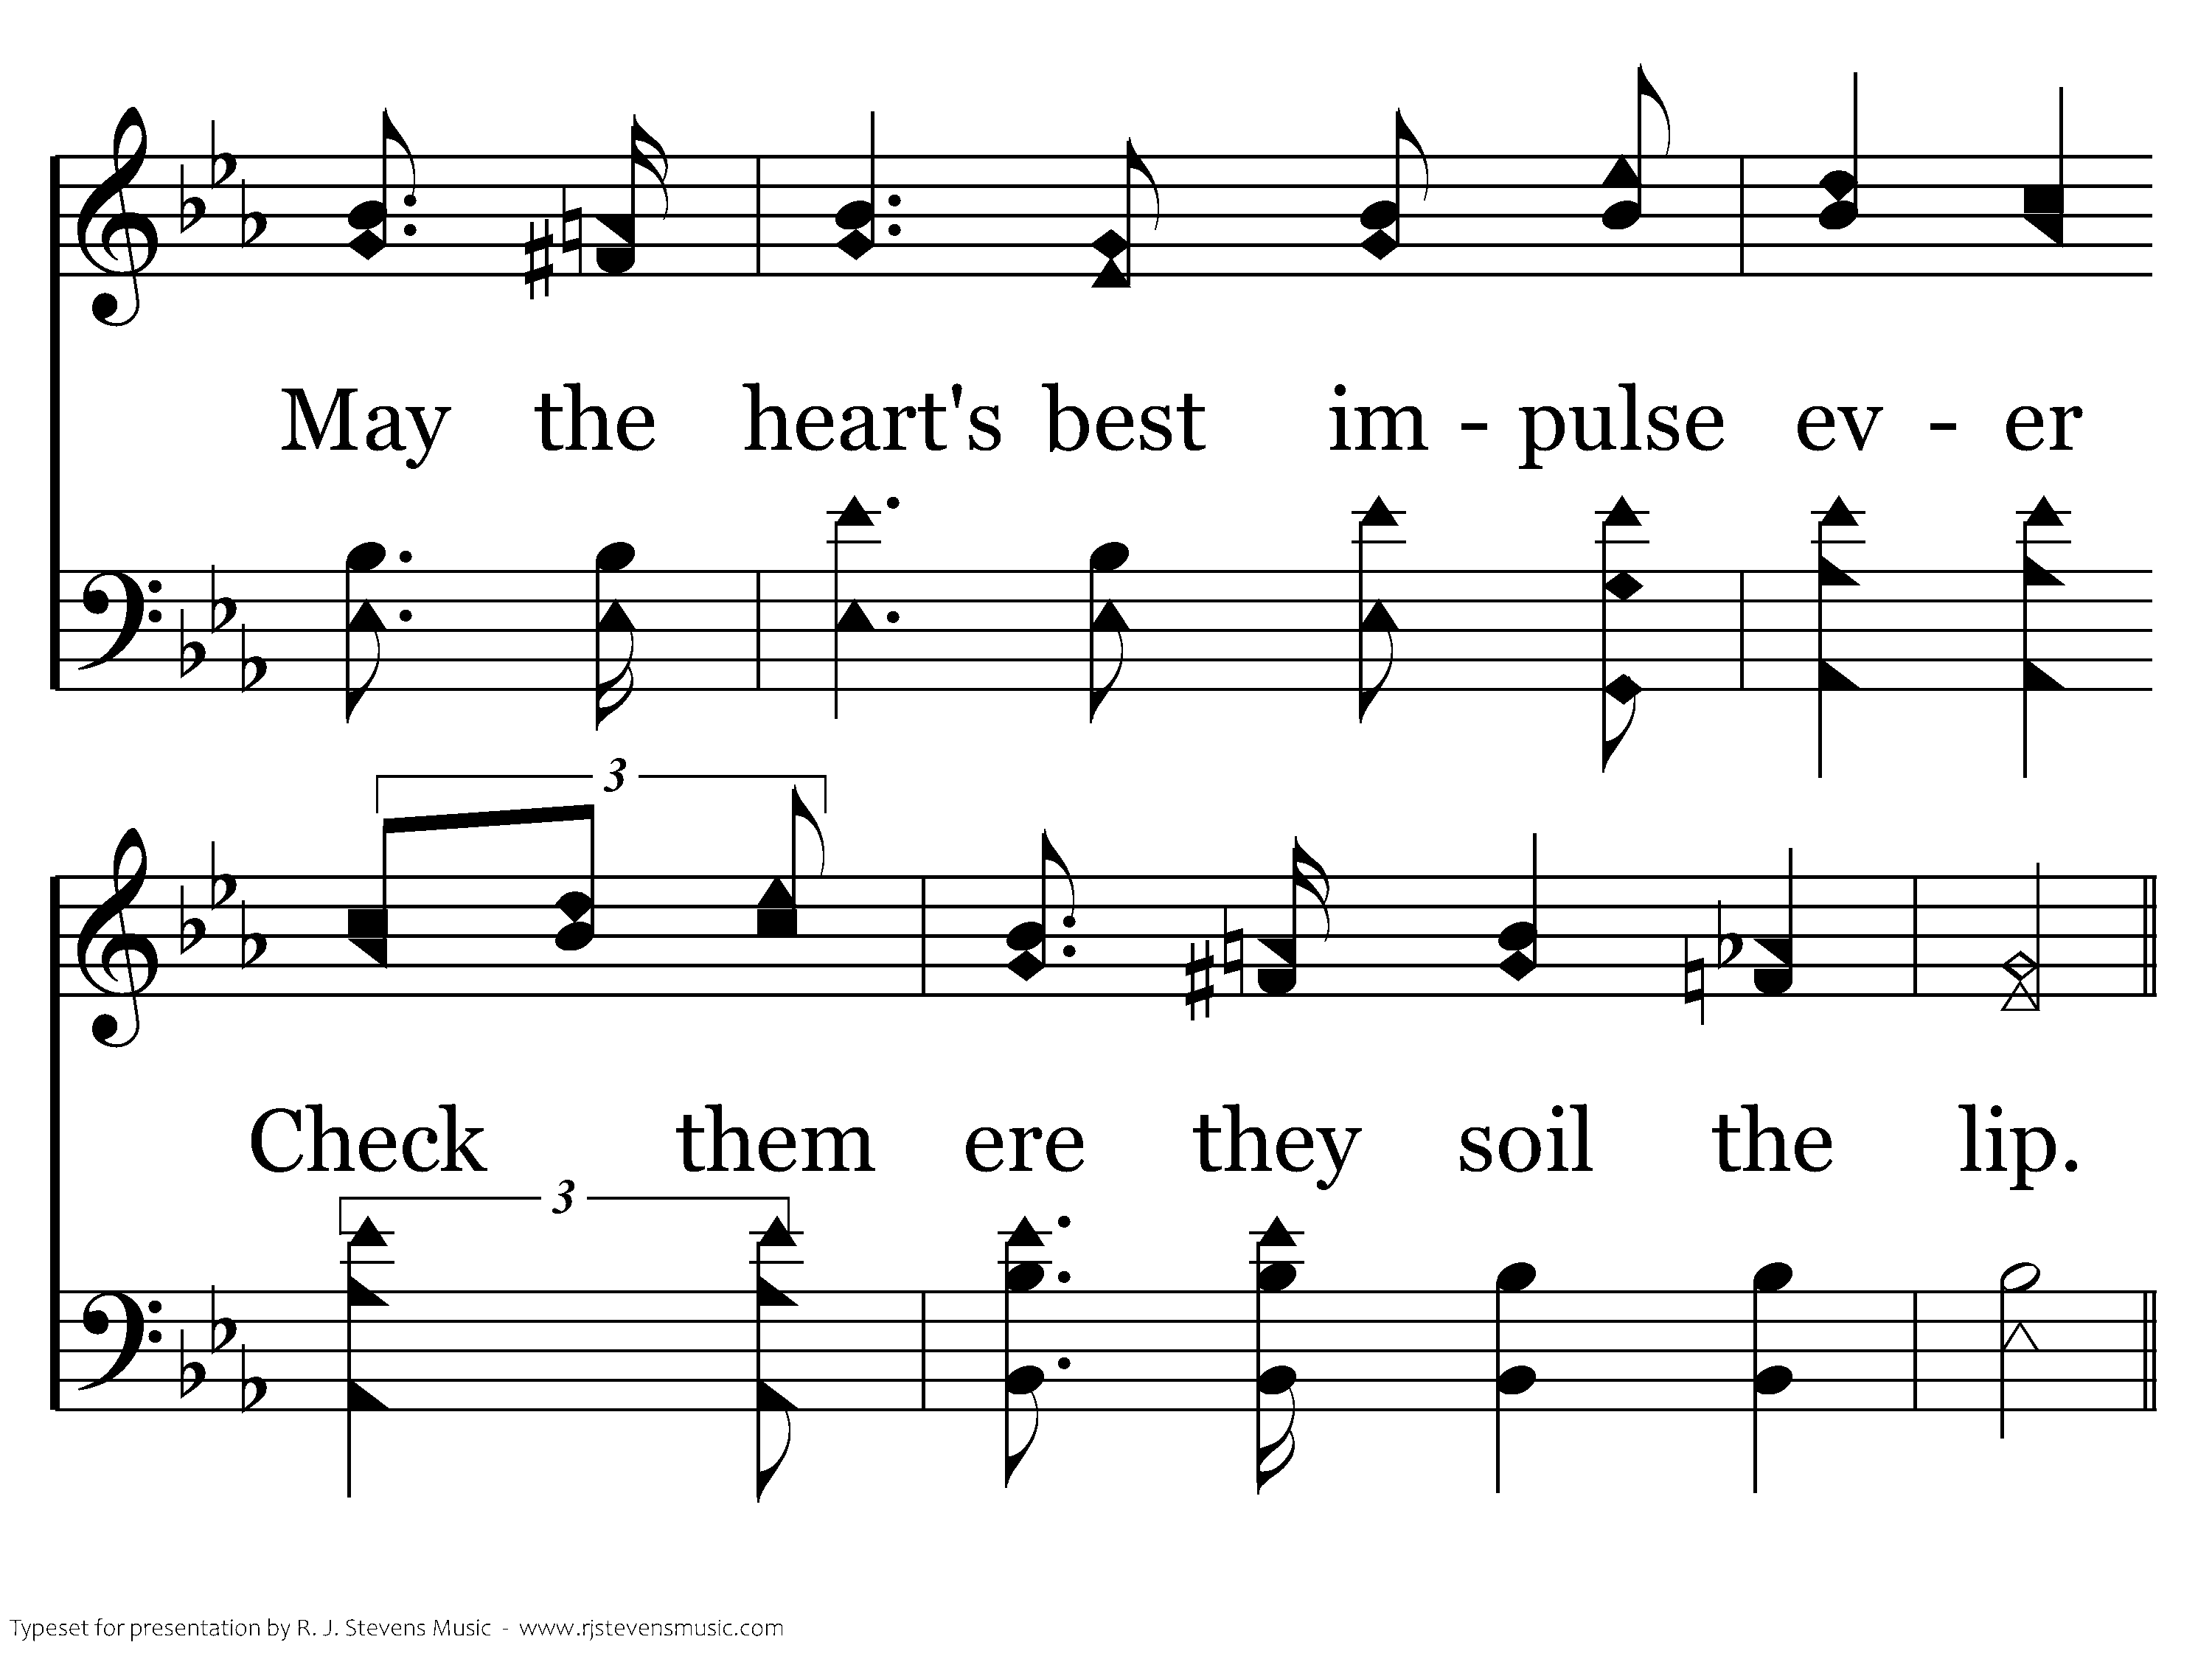 May the heart's best im - pulse ev - er
3
Check them ere they soil the lip.
3
Typeset for presentation by R. J. Stevens Music - www.rjstevensmusic.com